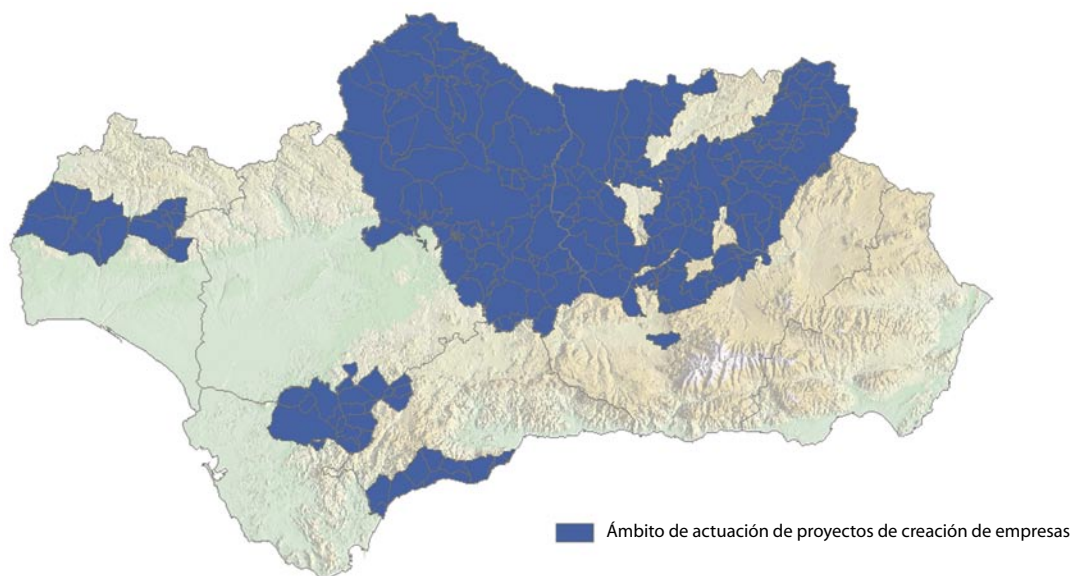 Ámbito de actuación de proyectos de creación de empresas